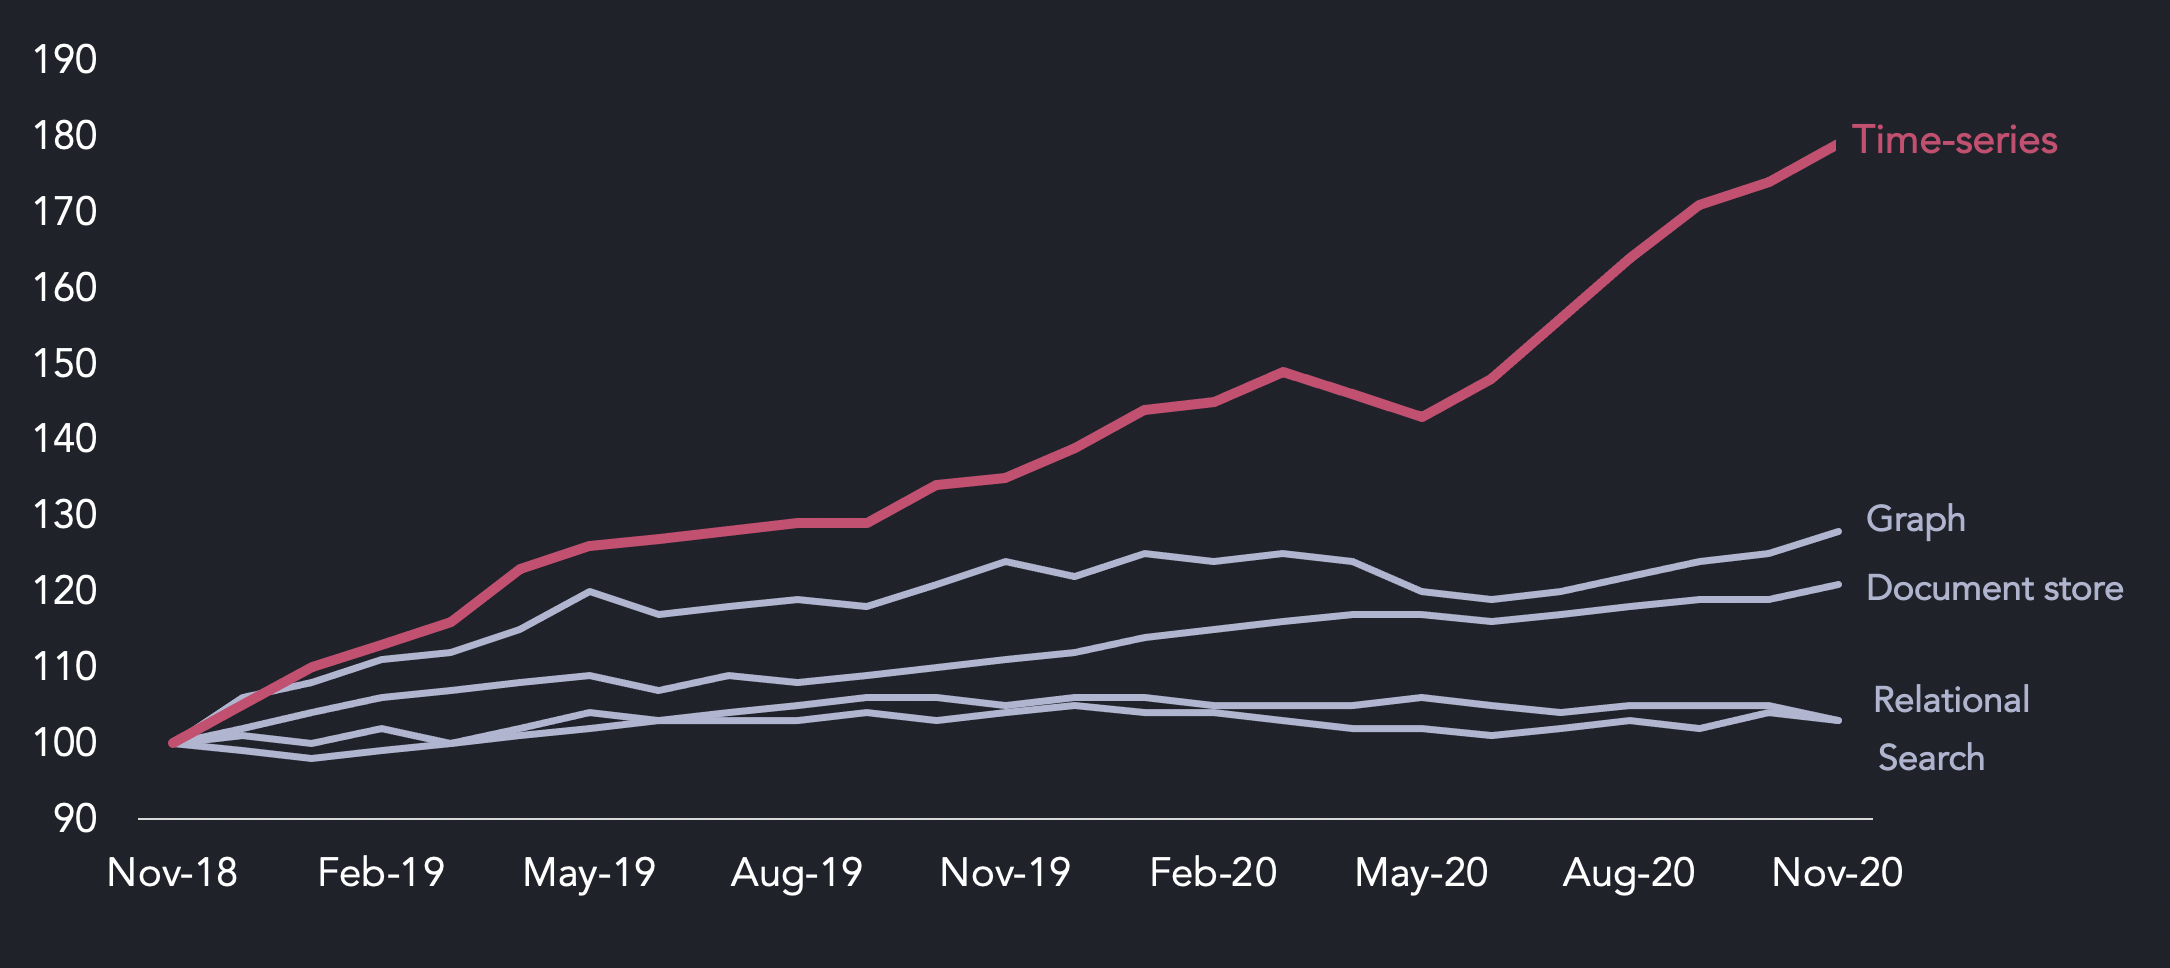 190
180
170
160
150
140
130
120
110
100
90
Time-series
Graph
Document store
Relational
Search
Nov-18 Feb-19 May-19 Aug-19 Nov-19 Feb-20 May-20 Aug-20 Nov-20